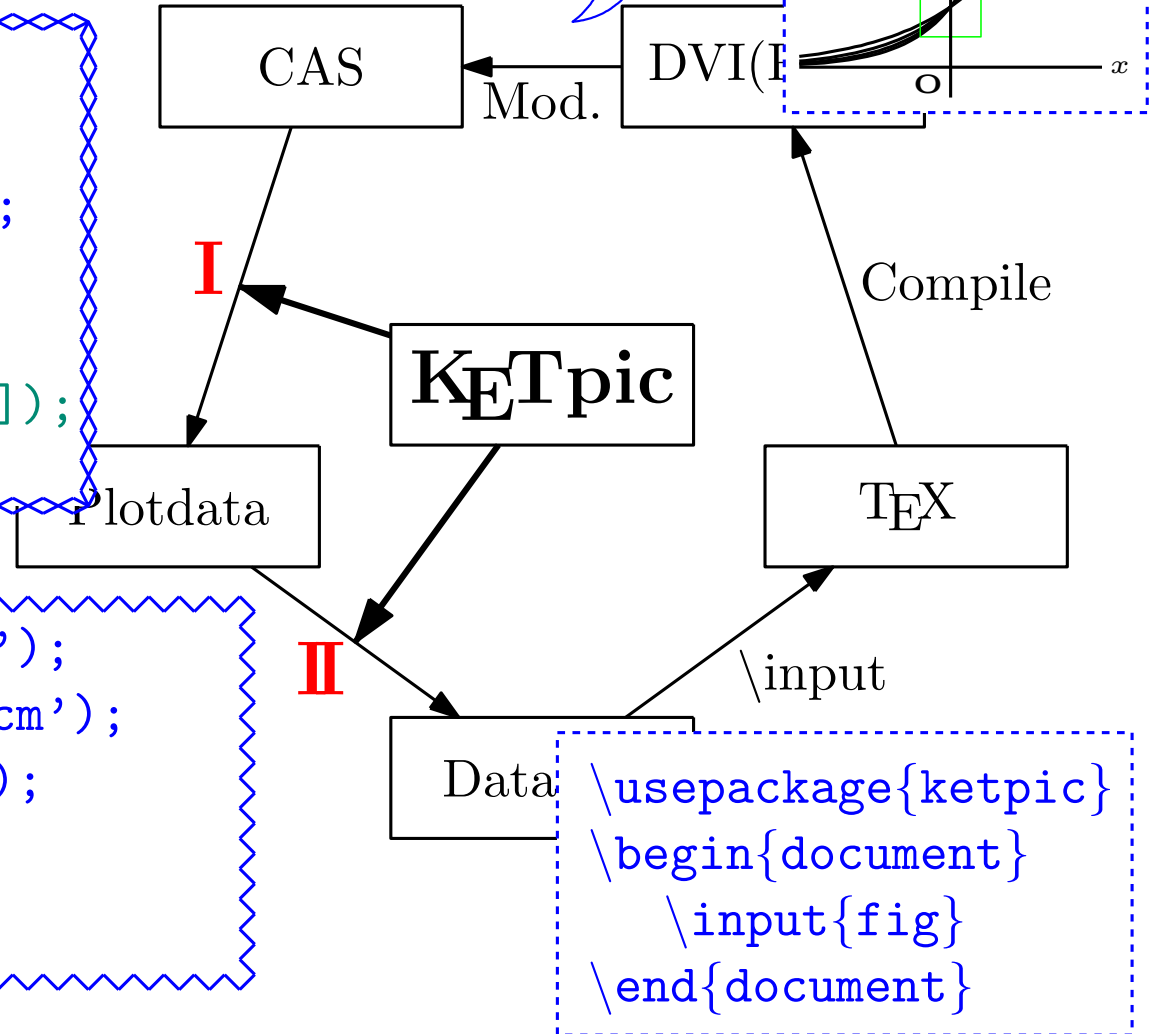 CAS
DVI(
x
O
Mod.
;
I
Compile
KETpic
]);
Plotdata
TEX
');
II
\input
cm');
);
Data
\usepackage{ketpic}
\begin{document}
\input{fig}
\end{document}